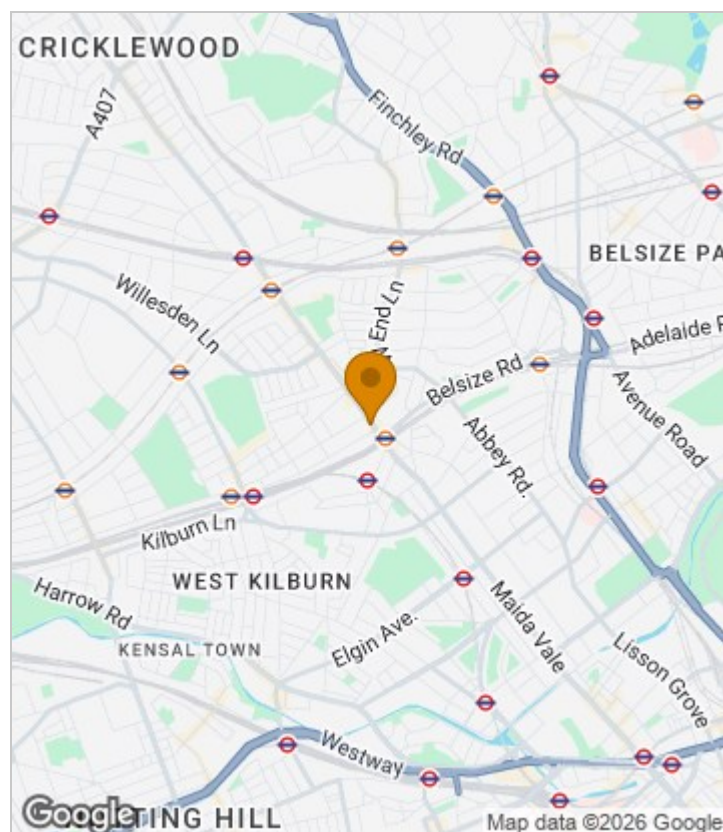 CRICKLEWOOD
A407
Finchley Rd
BELSIZE PA
Willesden Ln
End Ln
Adelaide R
Belsize Rd
Avenue Road
Abbey Rd.
Kilburn Ln
WEST KILBURN
Harrow Rd
Maida Vale
KENSAL TOWN
Elgin Ave.
Lisson Grove
Westway
Google
TING HILL
Map data ©2026 Google